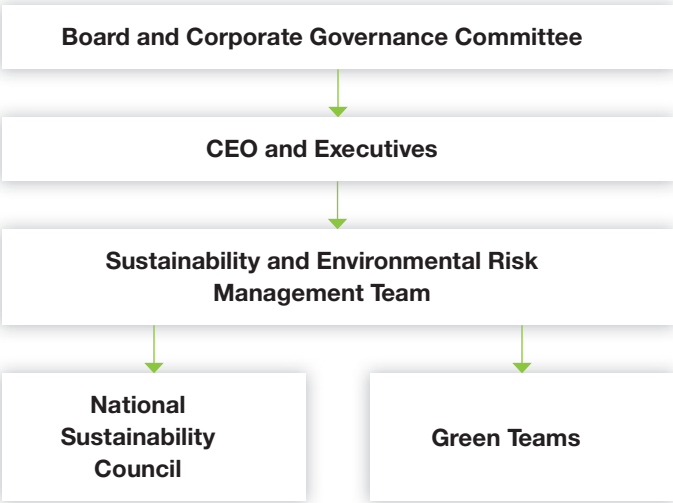 Board and Corporate Governance Committee
CEO and Executives
Sustainability and Environmental Risk
Management Team
National
Sustainability
Council
Green Teams